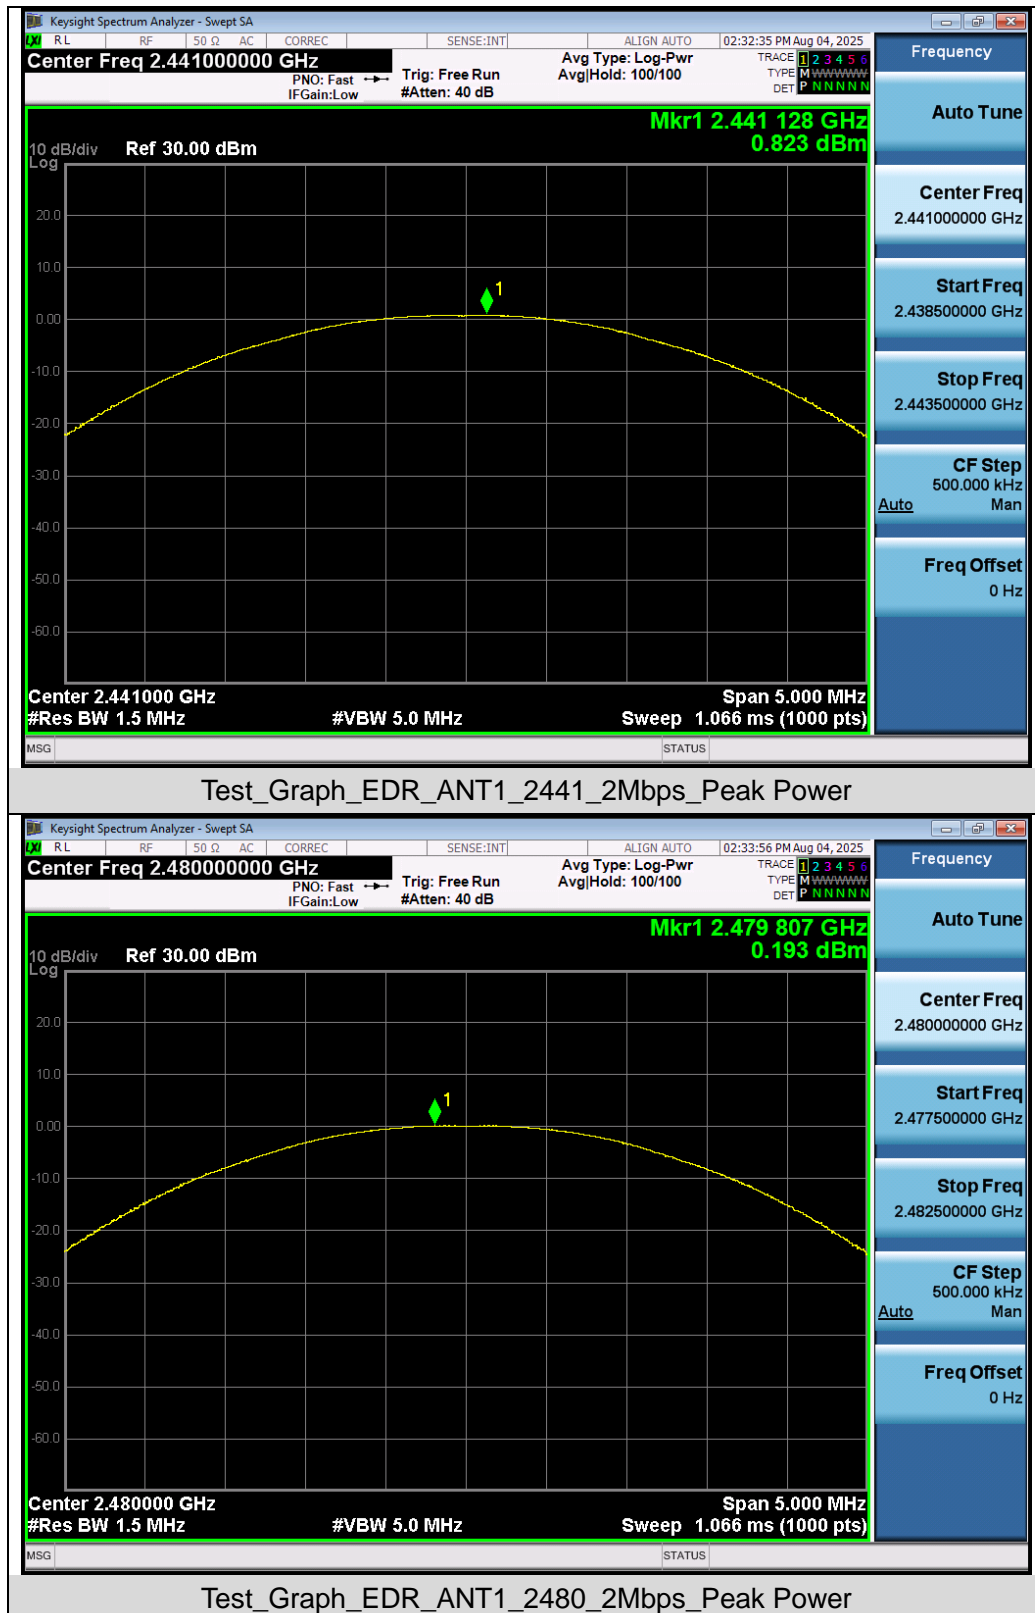 Keysight Spectrum Analyzer - Swept SA
LXI RL RF 50 Ω AC CORREC SENSE:INT ALIGN AUTO 02:32:35 PM Aug 04, 2025
Center Freq 2.441000000 GHz
PNO: Fast
IFGain:Low
Trig: Free Run
#Atten: 40 dB
Avg Type: Log-Pwr
Avg|Hold: 100/100
TRACE 1 2 3 4 5 6
TYPE M W W W W W
DET P N N N N N
Mkr1 2.441 128 GHz
0.823 dBm
10 dB/div Ref 30.00 dBm
Log
20.0
10.0
1
0.00
-10.0
-20.0
-30.0
-40.0
-50.0
-60.0
Center 2.441000 GHz Span 5.000 MHz
#Res BW 1.5 MHz #VBW 5.0 MHz Sweep 1.066 ms (1000 pts)
MSG STATUS
Frequency
Auto Tune
Center Freq
2.441000000 GHz
Start Freq
2.438500000 GHz
Stop Freq
2.443500000 GHz
CF Step
500.000 kHz
Auto Man
Freq Offset
0 Hz
Test_Graph_EDR_ANT1_2441_2Mbps_Peak Power
Keysight Spectrum Analyzer - Swept SA
LXI RL RF 50 Ω AC CORREC SENSE:INT ALIGN AUTO 02:33:56 PM Aug 04, 2025
Center Freq 2.480000000 GHz
PNO: Fast
IFGain:Low
Trig: Free Run
#Atten: 40 dB
Avg Type: Log-Pwr
Avg|Hold: 100/100
TRACE 1 2 3 4 5 6
TYPE M W W W W W
DET P N N N N N
Mkr1 2.479 807 GHz
0.193 dBm
10 dB/div Ref 30.00 dBm
Log
20.0
10.0
1
0.00
-10.0
-20.0
-30.0
-40.0
-50.0
-60.0
Center 2.480000 GHz Span 5.000 MHz
#Res BW 1.5 MHz #VBW 5.0 MHz Sweep 1.066 ms (1000 pts)
MSG STATUS
Frequency
Auto Tune
Center Freq
2.480000000 GHz
Start Freq
2.477500000 GHz
Stop Freq
2.482500000 GHz
CF Step
500.000 kHz
Auto Man
Freq Offset
0 Hz
Test_Graph_EDR_ANT1_2480_2Mbps_Peak Power